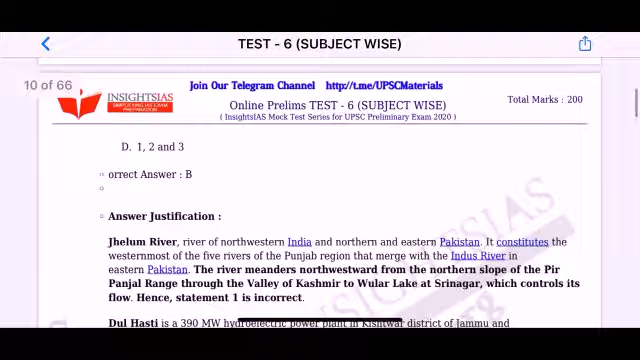 TEST - 6 (SUBJECT WISE)
10 of 66
INSIGHTSIAS
SIMPLIFYING IAS EXAM PREPARATION
Join Our Telegram Channel http://t.me/UPSCMaterials
Online Prelims TEST - 6 (SUBJECT WISE)
( InsightsIAS Mock Test Series for UPSC Preliminary Exam 2020 )
Total Marks : 200
D. 1, 2 and 3
orrect Answer : B
Answer Justification :
Jhelum River, river of northwestern India and northern and eastern Pakistan. It constitutes the
westernmost of the five rivers of the Punjab region that merge with the Indus River in
eastern Pakistan. The river meanders northwestward from the northern slope of the Pir
Panjal Range through the Valley of Kashmir to Wular Lake at Srinagar, which controls its
flow. Hence, statement 1 is incorrect.
Dul Hasti is a 390 MW hydroelectric power plant in Kishtwar district of Jammu and
INSIGHTSIAS